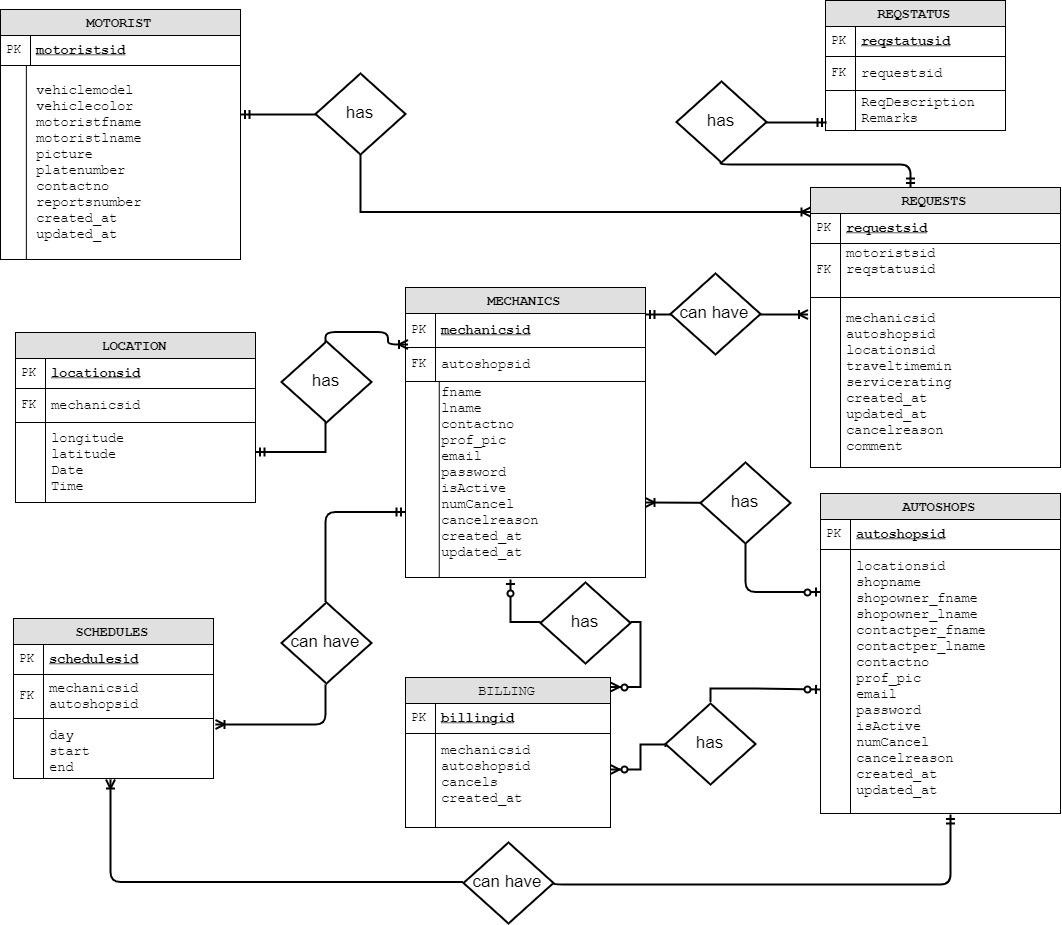 MOTORIST
PK motoristsid
vehiclemodel
vehiclecolor
motoristfname
motoristlname
picture
platenumber
contactno
reportsnumber
created_at
updated_at
has
REQSTATUS
PK reqstatusid
FK requestsid
ReqDescription
Remarks
has
REQUESTS
PK requestsid
motoristsid
FK reqstatusid
mechanicsid
autoshopsid
locationsid
traveltimemin
servicerating
created_at
updated_at
cancelreason
comment
MECHANICS
PK mechanicsid
FK autoshopsid
fname
lname
contactno
prof_pic
email
password
isActive
numCancel
cancelreason
created_at
updated_at
can have
LOCATION
PK locationsid
FK mechanicsid
longitude
latitude
Date
Time
has
has
AUTOSHOPS
PK autoshopsid
locationsid
shopname
shopowner_fname
shopowner_lname
contactper_fname
contactper_lname
contactno
prof_pic
email
password
isActive
numCancel
cancelreason
created_at
updated_at
SCHEDULES
PK schedulesid
FK mechanicsid
autoshopsid
day
start
end
can have
has
BILLING
PK billingid
mechanicsid
autoshopsid
cancels
created_at
has
can have